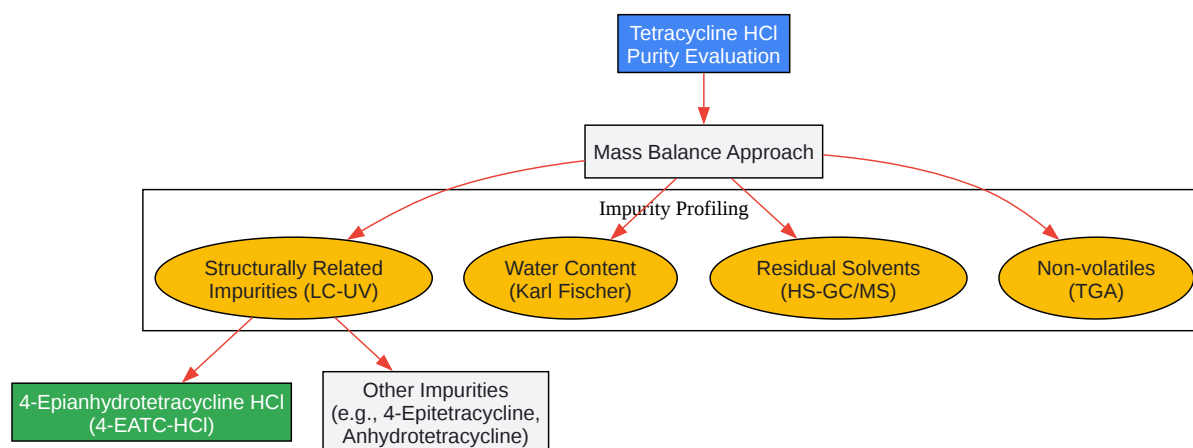 Tetracycline HCl
Purity Evaluation
Mass Balance Approach
Impurity Profiling
Structurally Related
Impurities (LC-UV)
Water Content
(Karl Fischer)
Residual Solvents
(HS-GC/MS)
Non-volatiles
(TGA)
4-Epianhydrotetracycline HCl
(4-EATC-HCl)
Other Impurities
(e.g., 4-Epitetracycline,
Anhydrotetracycline)